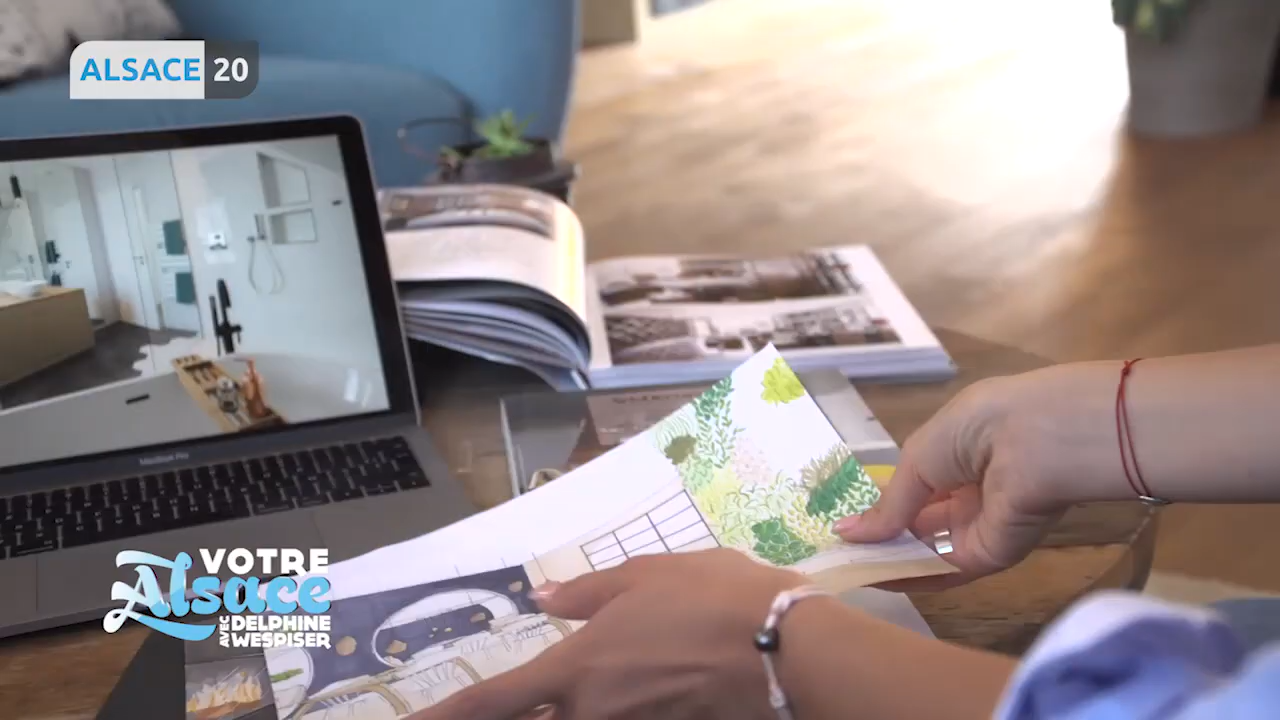 ALSACE 20
MacBook Pro
VOTRE
Alsace
AVEC DELPHINE
WESPISER